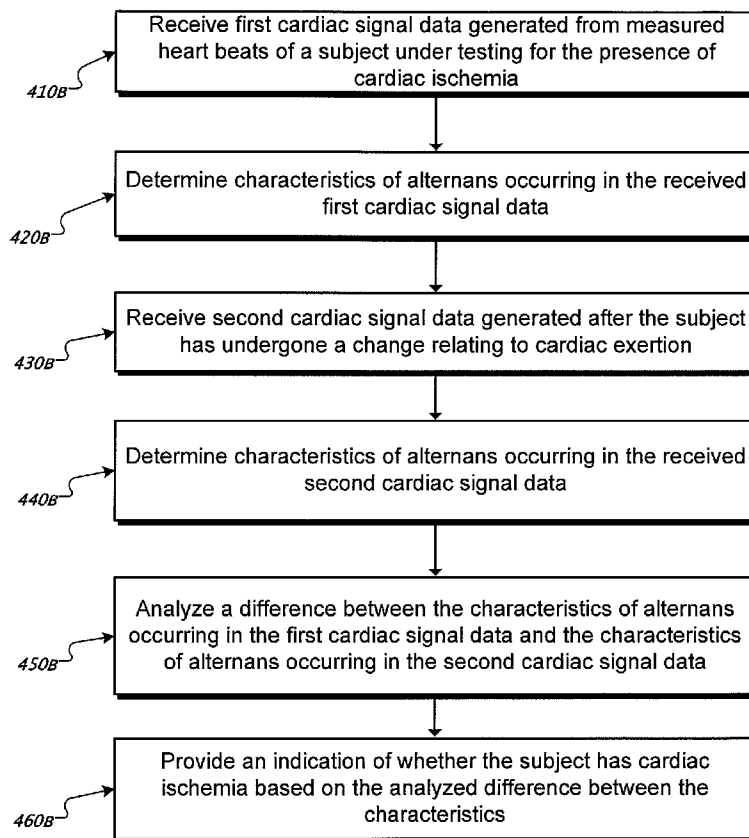 Receive first cardiac signal data generated from measured
heart beats of a subject under testing for the presence of
cardiac ischemia
410B
Determine characteristics of alternans occurring in the received
first cardiac signal data
420B
Receive second cardiac signal data generated after the subject
has undergone a change relating to cardiac exertion
430B
Determine characteristics of alternans occurring in the received
second cardiac signal data
440B
Analyze a difference between the characteristics of alternans
occurring in the first cardiac signal data and the characteristics
of alternans occurring in the second cardiac signal data
450B
Provide an indication of whether the subject has cardiac
ischemia based on the analyzed difference between the
characteristics
460B